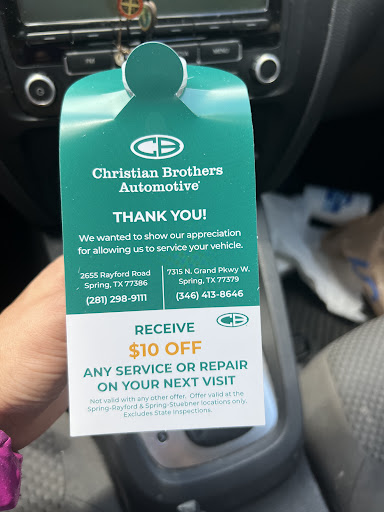 CB
Christian Brothers
Automotive®
THANK YOU!
We wanted to show our appreciation
for allowing us to service your vehicle.
2655 Rayford Road
Spring, TX 77386
(281) 298-9111
7315 N. Grand Pkwy W.
Spring, TX 77379
(346) 413-8646
CB
RECEIVE
$10 OFF
ANY SERVICE OR REPAIR
ON YOUR NEXT VISIT
Not valid with any other offer. Offer valid at the
Spring-Rayford & Spring-Stuebner locations only.
Excludes State Inspections.
MENU